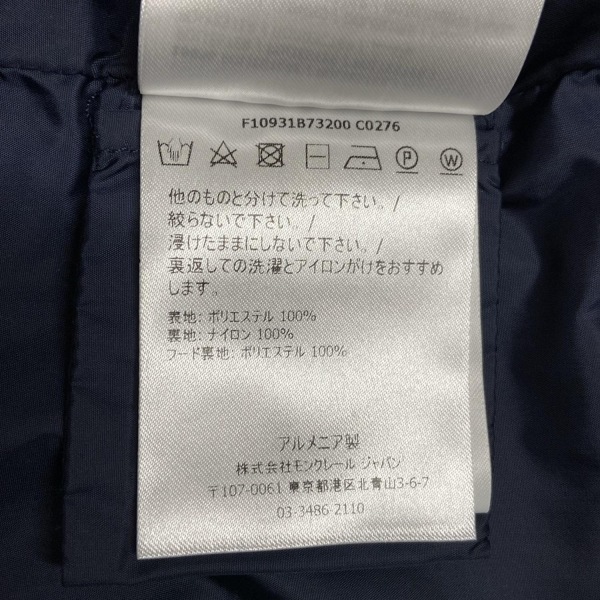 F10931B73200 C0276
P
W
他のものと分けて洗って下さい。/
絞らないで下さい。/
浸けたままにしないで下さい。/
裏返しての洗濯とアイロンがけをおすすめ
します。
表地: ポリエステル 100%
裏地: ナイロン 100%
フード裏地: ポリエステル 100%
アルメニア製
株式会社モンクレール ジャパン
〒107-0061 東京都港区北青山3-6-7
03-3486-2110